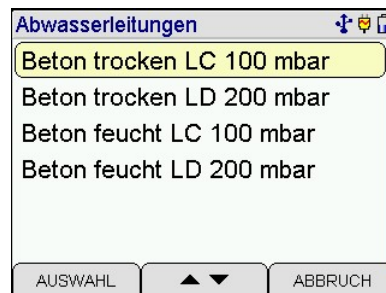 Abwasserleitungen
Beton trocken LC 100 mbar
Beton trocken LD 200 mbar
Beton feucht LC 100 mbar
Beton feucht LD 200 mbar
AUSWAHL ABBRUCH